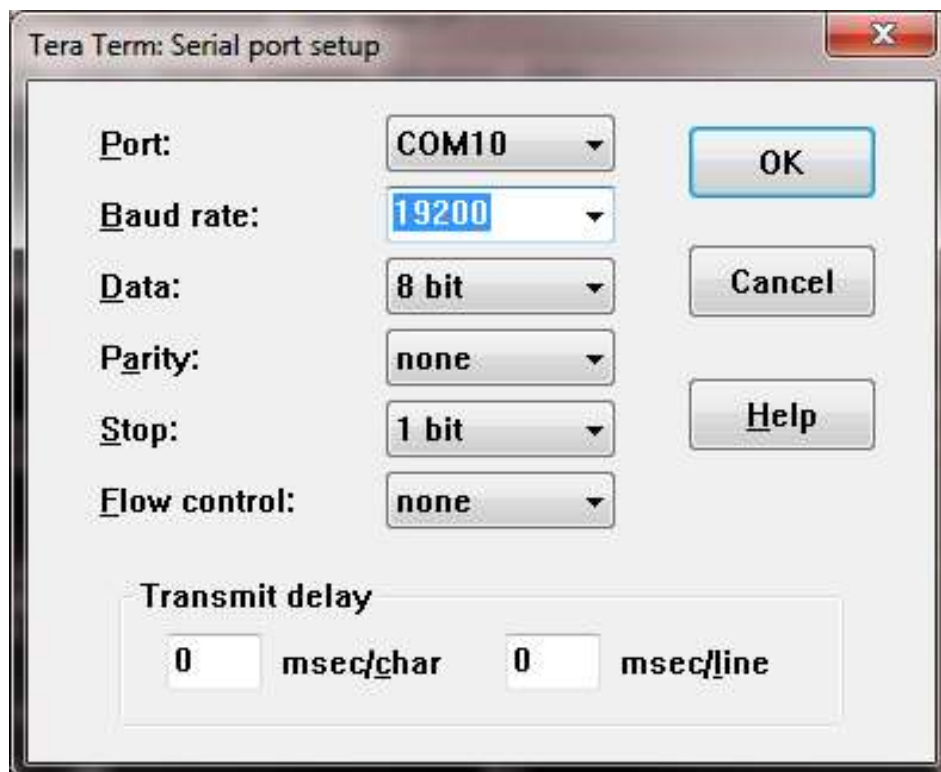 Tera Term: Serial port setup
Port: COM10 OK
Baud rate: 19200
Data: 8 bit Cancel
Parity: none
Stop: 1 bit Help
Flow control: none
Transmit delay
0 msec/char 0 msec/line